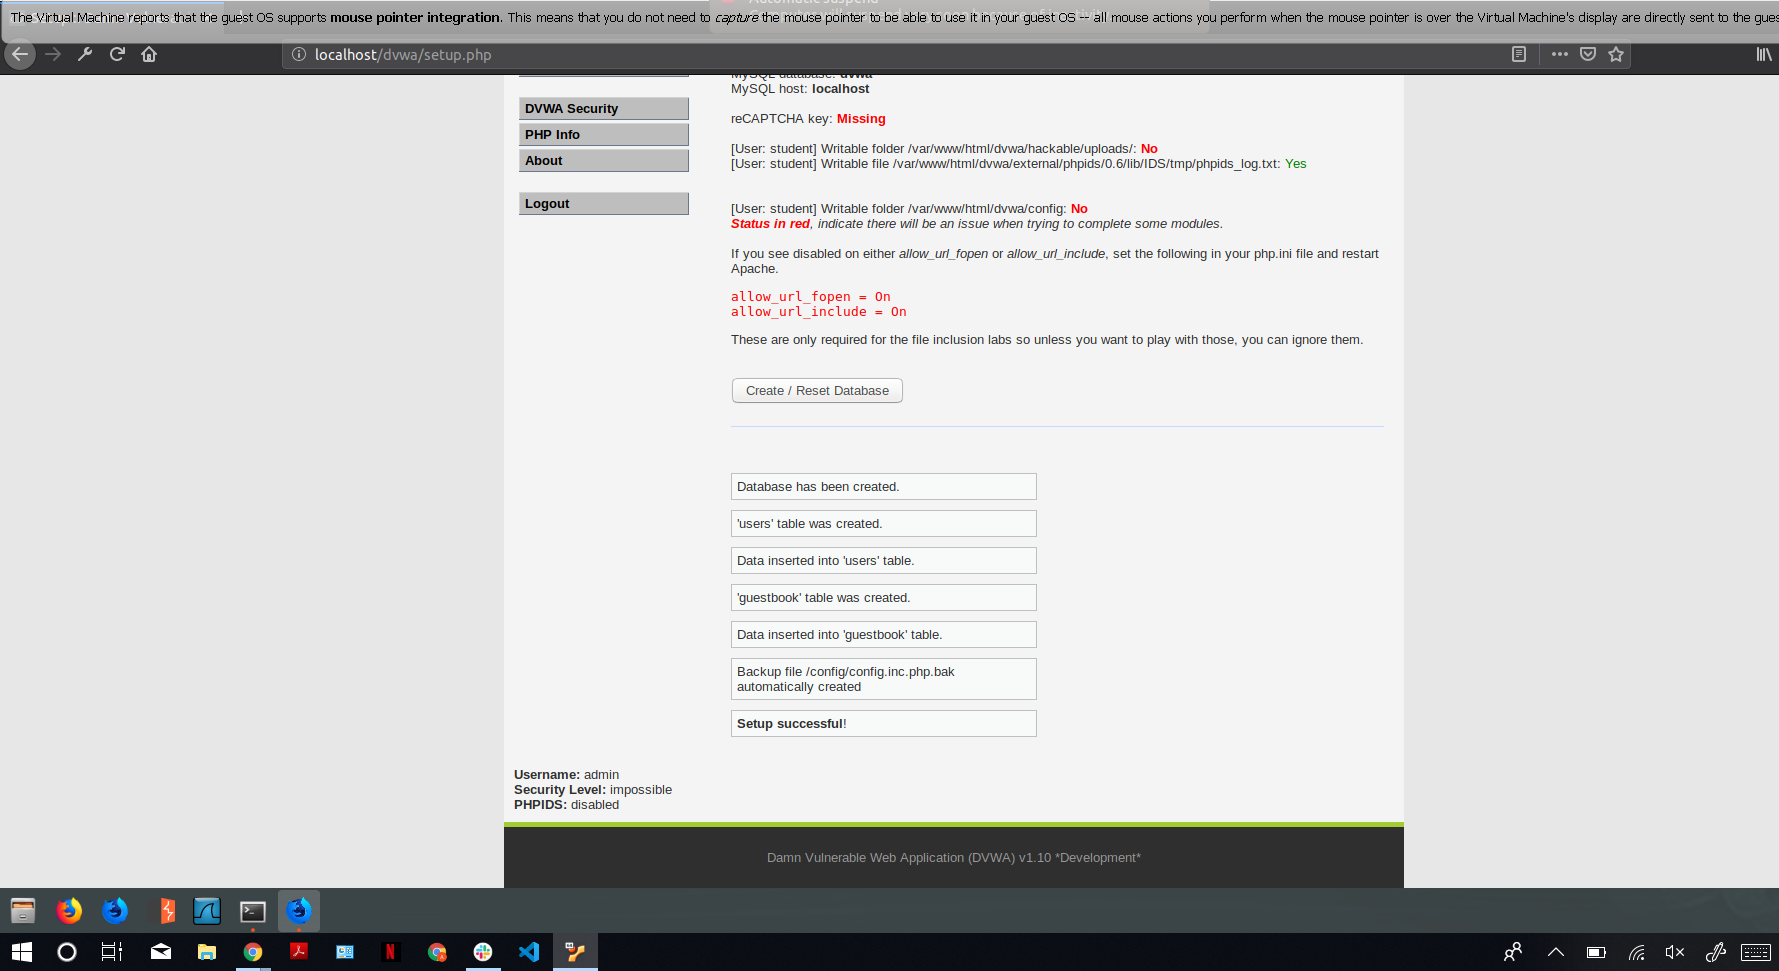 The Virtual Machine reports that the guest OS supports mouse pointer integration. This means that you do not need to capture the mouse pointer to be able to use it in your guest OS -- all mouse actions you perform when the mouse pointer is over the Virtual Machine's display are directly sent to the gues
localhost/dvwa/setup.php
MySQL database: dvwa
MySQL host: localhost
reCAPTCHA key: Missing
[User: student] Writable folder /var/www/html/dvwa/hackable/uploads/: No
[User: student] Writable file /var/www/html/dvwa/external/phpids/0.6/lib/IDS/tmp/phpids_log.txt: Yes
[User: student] Writable folder /var/www/html/dvwa/config: No
Status in red, indicate there will be an issue when trying to complete some modules.
If you see disabled on either allow_url_fopen or allow_url_include, set the following in your php.ini file and restart
Apache.
allow_url_fopen = On
allow_url_include = On
These are only required for the file inclusion labs so unless you want to play with those, you can ignore them.
Create / Reset Database
Database has been created.
'users' table was created.
Data inserted into 'users' table.
'guestbook' table was created.
Data inserted into 'guestbook' table.
Backup file /config/config.inc.php.bak
automatically created
Setup successful!
DVWA Security
PHP Info
About
Logout
Username: admin
Security Level: impossible
PHPIDS: disabled
Damn Vulnerable Web Application (DVWA) v1.10 *Development*